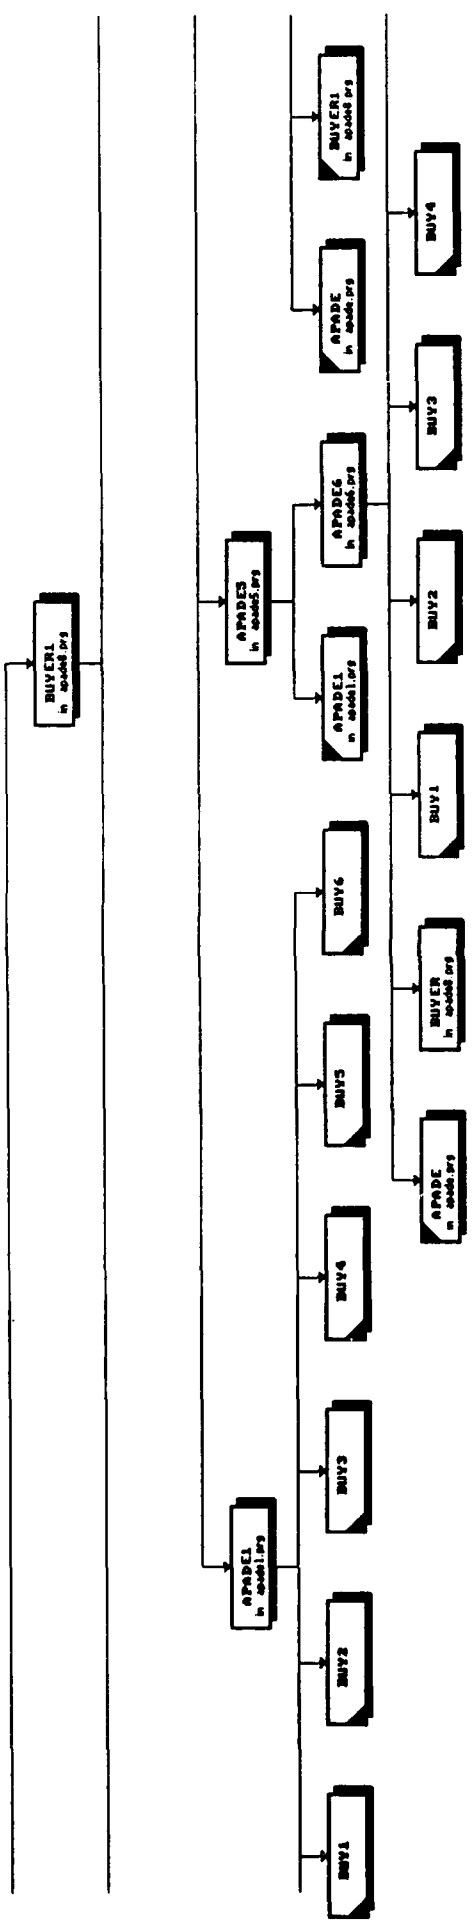 BUYER1
in apade8.prg
APADE1
in apade1.prg
APADE5
in apade5.prg
BUY1
BUY2
BUY3
BUY4
BUY5
BUY6
APADE1
in apade1.prg
APADE6
in apade6.prg
APADE
in apade.prg
BUYER1
in apade8.prg
APADE
in apade.prg
BUYER
in apade8.prg
BUY1
BUY2
BUY3
BUY4